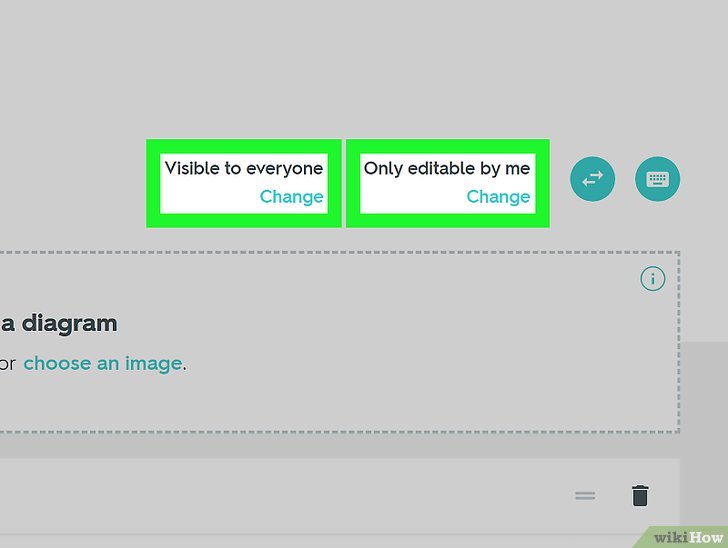 Visible to everyone
Change
Only editable by me
Change
a diagram
or choose an image.
wikiHow